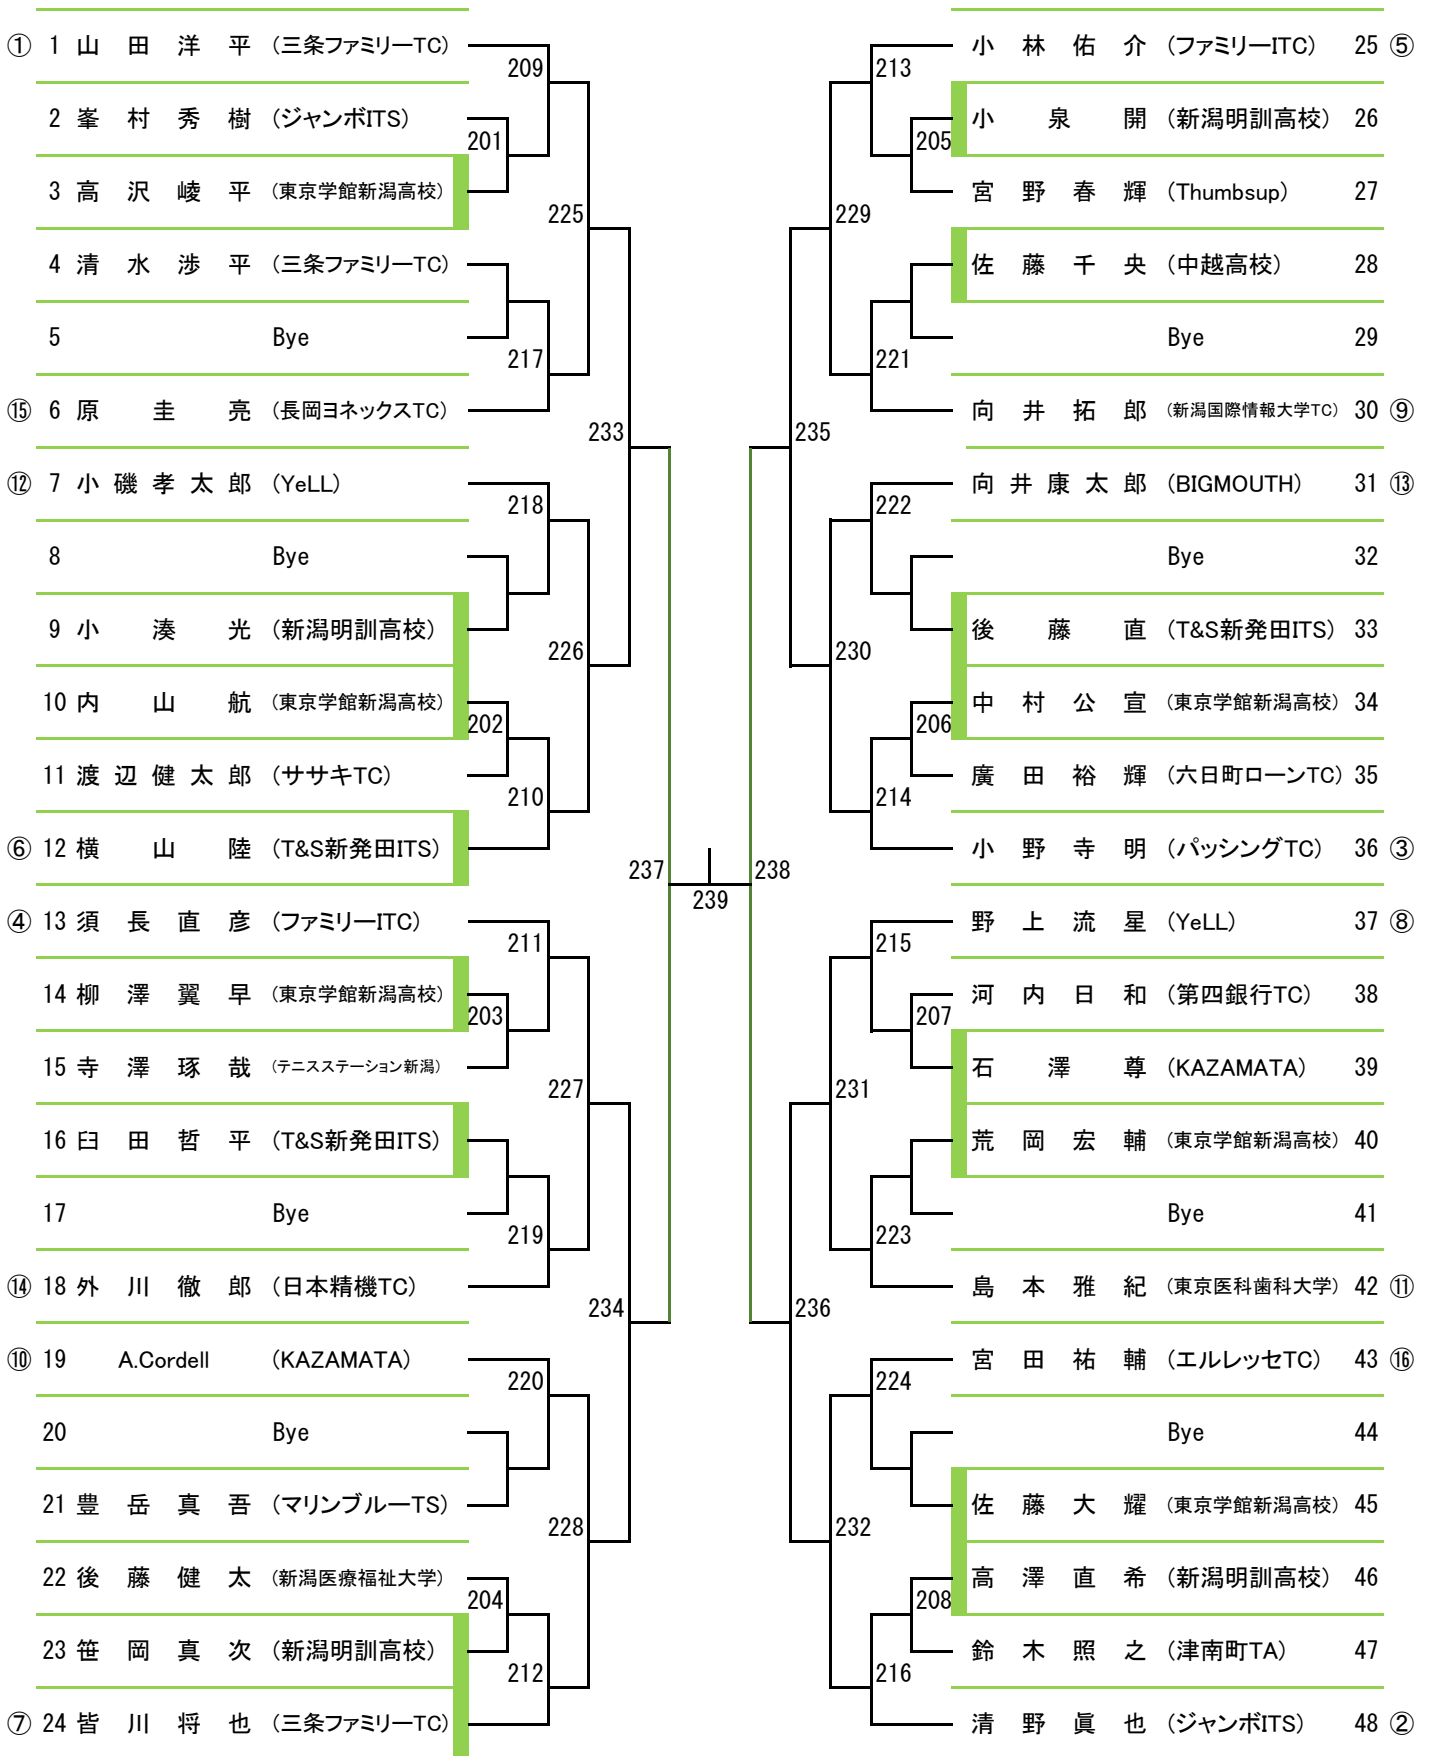 ① 1 山田洋平 (三条ファミリーTC)
209
2 峯村秀樹 (ジャンボITS)
201
3 高沢崚平 (東京学館新潟高校)
225
4 清水渉平 (三条ファミリーTC)
5 Bye
217
⑮ 6 原圭亮 (長岡ヨネックスTC)
233
⑫ 7 小磯孝太郎 (YeLL)
218
8 Bye
9 小湊光 (新潟明訓高校)
226
10 内山航 (東京学館新潟高校)
202
11 渡辺健太郎 (ササキTC)
210
⑥ 12 横山陸 (T&S新発田ITS)
237
④ 13 須長直彦 (ファミリーITC)
211
14 柳澤翼早 (東京学館新潟高校)
203
15 寺澤琢哉 (テニスステーション新潟)
227
16 臼田哲平 (T&S新発田ITS)
17 Bye
219
⑭ 18 外川徹郎 (日本精機TC)
234
⑩ 19 A.Cordell (KAZAMATA)
220
20 Bye
21 豊岳真吾 (マリンブルーTS)
228
22 後藤健太 (新潟医療福祉大学)
204
23 笹岡真次 (新潟明訓高校)
212
⑦ 24 皆川将也 (三条ファミリーTC)
239
小林佑介 (ファミリーITC) 25 ⑤
213
小泉開 (新潟明訓高校) 26
205
宮野春輝 (Thumbsup) 27
229
佐藤千央 (中越高校) 28
Bye 29
221
向井拓郎 (新潟国際情報大学TC) 30 ⑨
235
向井康太郎 (BIGMOUTH) 31 ⑬
222
Bye 32
後藤直 (T&S新発田ITS) 33
230
中村公宣 (東京学館新潟高校) 34
206
廣田裕輝 (六日町ローンTC) 35
214
小野寺明 (パッシングTC) 36 ③
238
野上流星 (YeLL) 37 ⑧
215
河内日和 (第四銀行TC) 38
207
石澤尊 (KAZAMATA) 39
231
荒岡宏輔 (東京学館新潟高校) 40
Bye 41
223
島本雅紀 (東京医科歯科大学) 42 ⑪
236
宮田祐輔 (エルレッセTC) 43 ⑯
224
Bye 44
佐藤大耀 (東京学館新潟高校) 45
232
高澤直希 (新潟明訓高校) 46
208
鈴木照之 (津南町TA) 47
216
清野眞也 (ジャンボITS) 48 ②